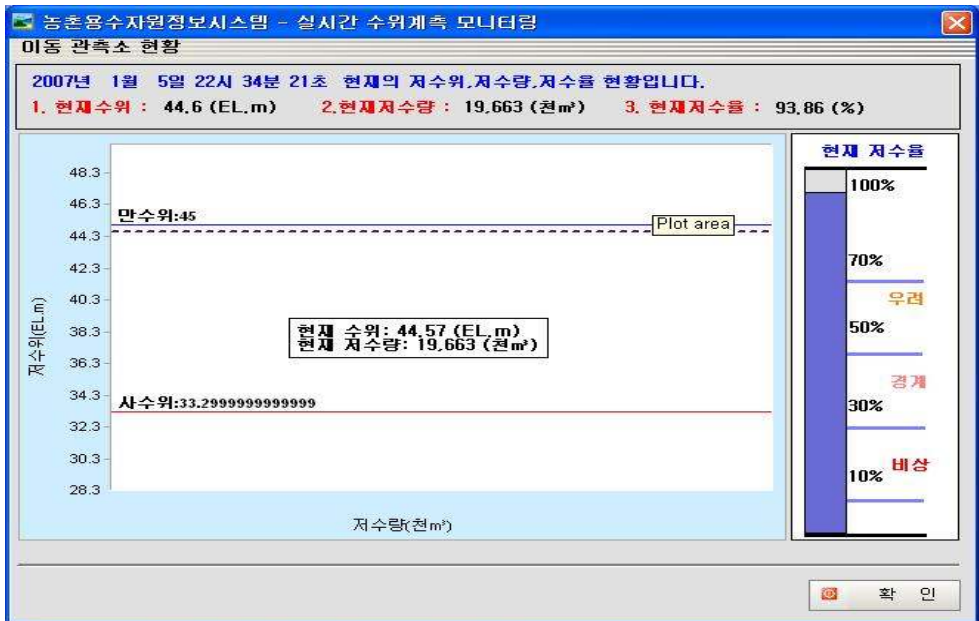 농촌용수자원정보시스템 - 실시간 수위계측 모니터링
이동 관측소 현황
2007년 1월 5일 22시 34분 21초 현재의 저수위,저수량,저수율 현황입니다.
1. 현재수위 : 44.6 (EL.m) 2.현재저수량 : 19,663 (천m³) 3. 현재저수율 : 93.86 (%)
저수위(EL.m)
48.3
46.3
44.3
42.3
40.3
38.3
36.3
34.3
32.3
30.3
28.3
만수위:45
Plot area
현재 수위: 44.57 (EL.m)
현재 저수량: 19,663 (천m³)
사수위:33.2999999999999
저수량(천m³)
현재 저수율
100%
70%
우려
50%
경계
30%
비상
10%
확 인